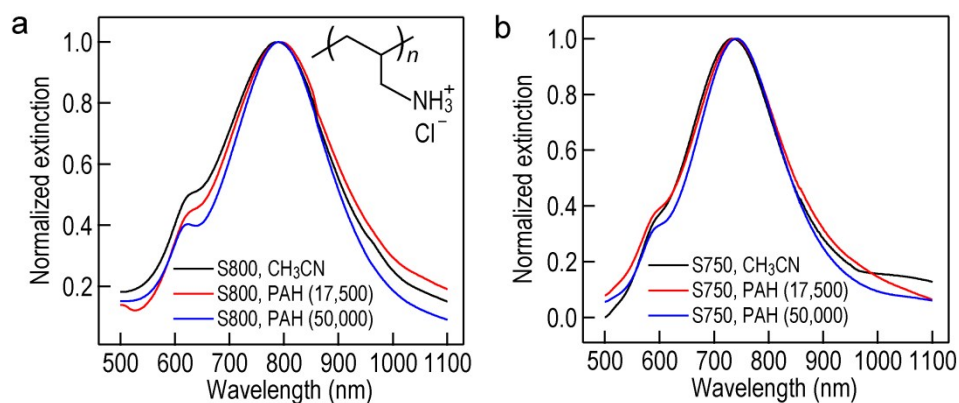 a
Normalized extinction
1.0
0.8
0.6
0.4
0.2
( )n
NH₃⁺
Cl⁻
S800, CH₃CN
S800, PAH (17,500)
S800, PAH (50,000)
500 600 700 800 900 1000 1100
Wavelength (nm)
b
Normalized extinction
1.0
0.8
0.6
0.4
0.2
0.0
S750, CH₃CN
S750, PAH (17,500)
S750, PAH (50,000)
500 600 700 800 900 1000 1100
Wavelength (nm)